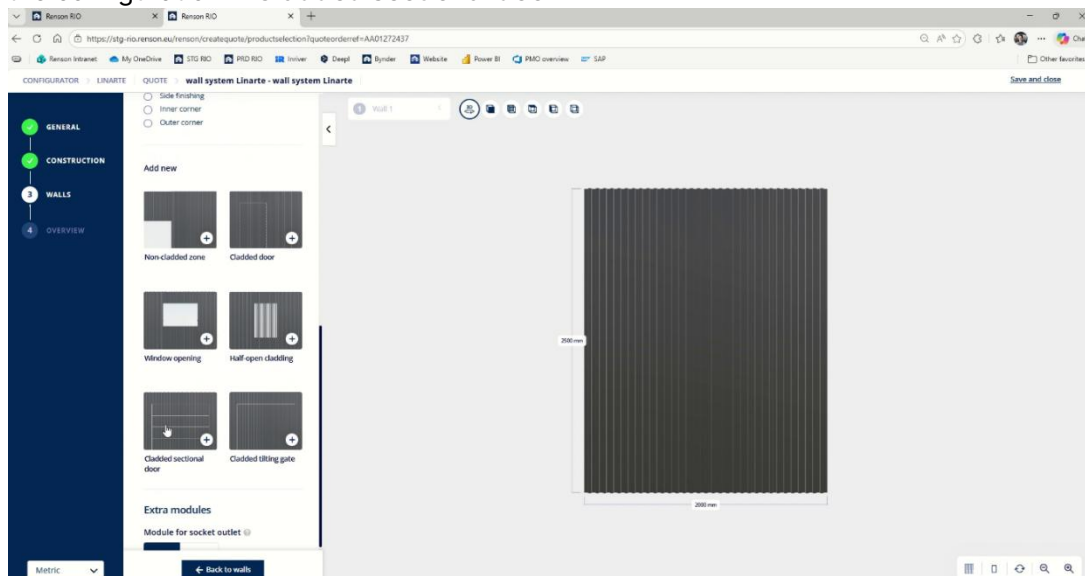 Renson RIO
Renson RIO
https://stg-rio.renson.eu/renson/createquote/productselection?quoteorderref=AA01272437
Renson Intranet
My OneDrive
STG RIO
PRD RIO
Inriver
Deepl
Bynder
Website
Power BI
PMO overview
SAP
Other favorites
CONFIGURATOR > LINARTE > QUOTE > wall system Linarte - wall system Linarte
Save and close
GENERAL
CONSTRUCTION
3 WALLS
4 OVERVIEW
Side finishing
Inner corner
Outer corner
1 Wall 1
Add new
Non-cladded zone
Cladded door
Window opening
Half-open cladding
Cladded sectional door
Cladded tilting gate
2500 mm
2000 mm
Extra modules
Module for socket outlet
Metric
← Back to walls